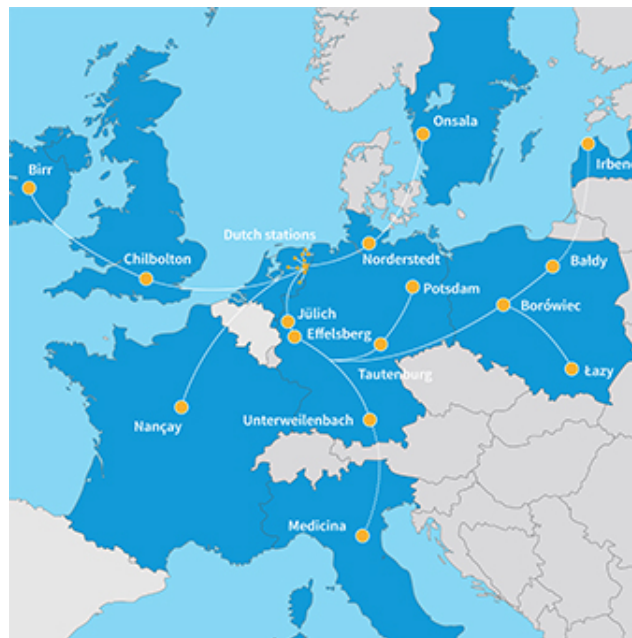 Onsala
Irbene
Birr
Dutch stations
Chilbolton
Norderstedt
Bałdy
Potsdam
Borówiec
Jülich
Effelsberg
Tautenburg
Łazy
Nançay
Unterweilenbach
Medicina